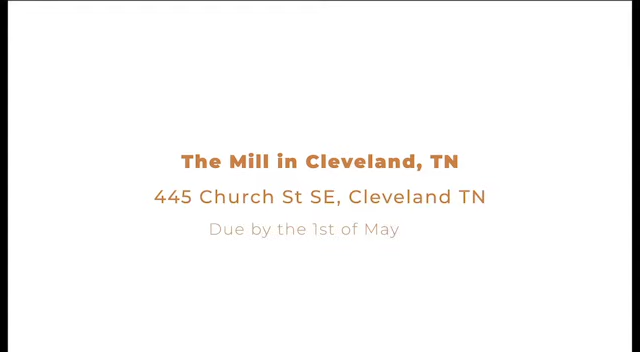 The Mill in Cleveland, TN
445 Church St SE, Cleveland TN
Due by the 1st of May